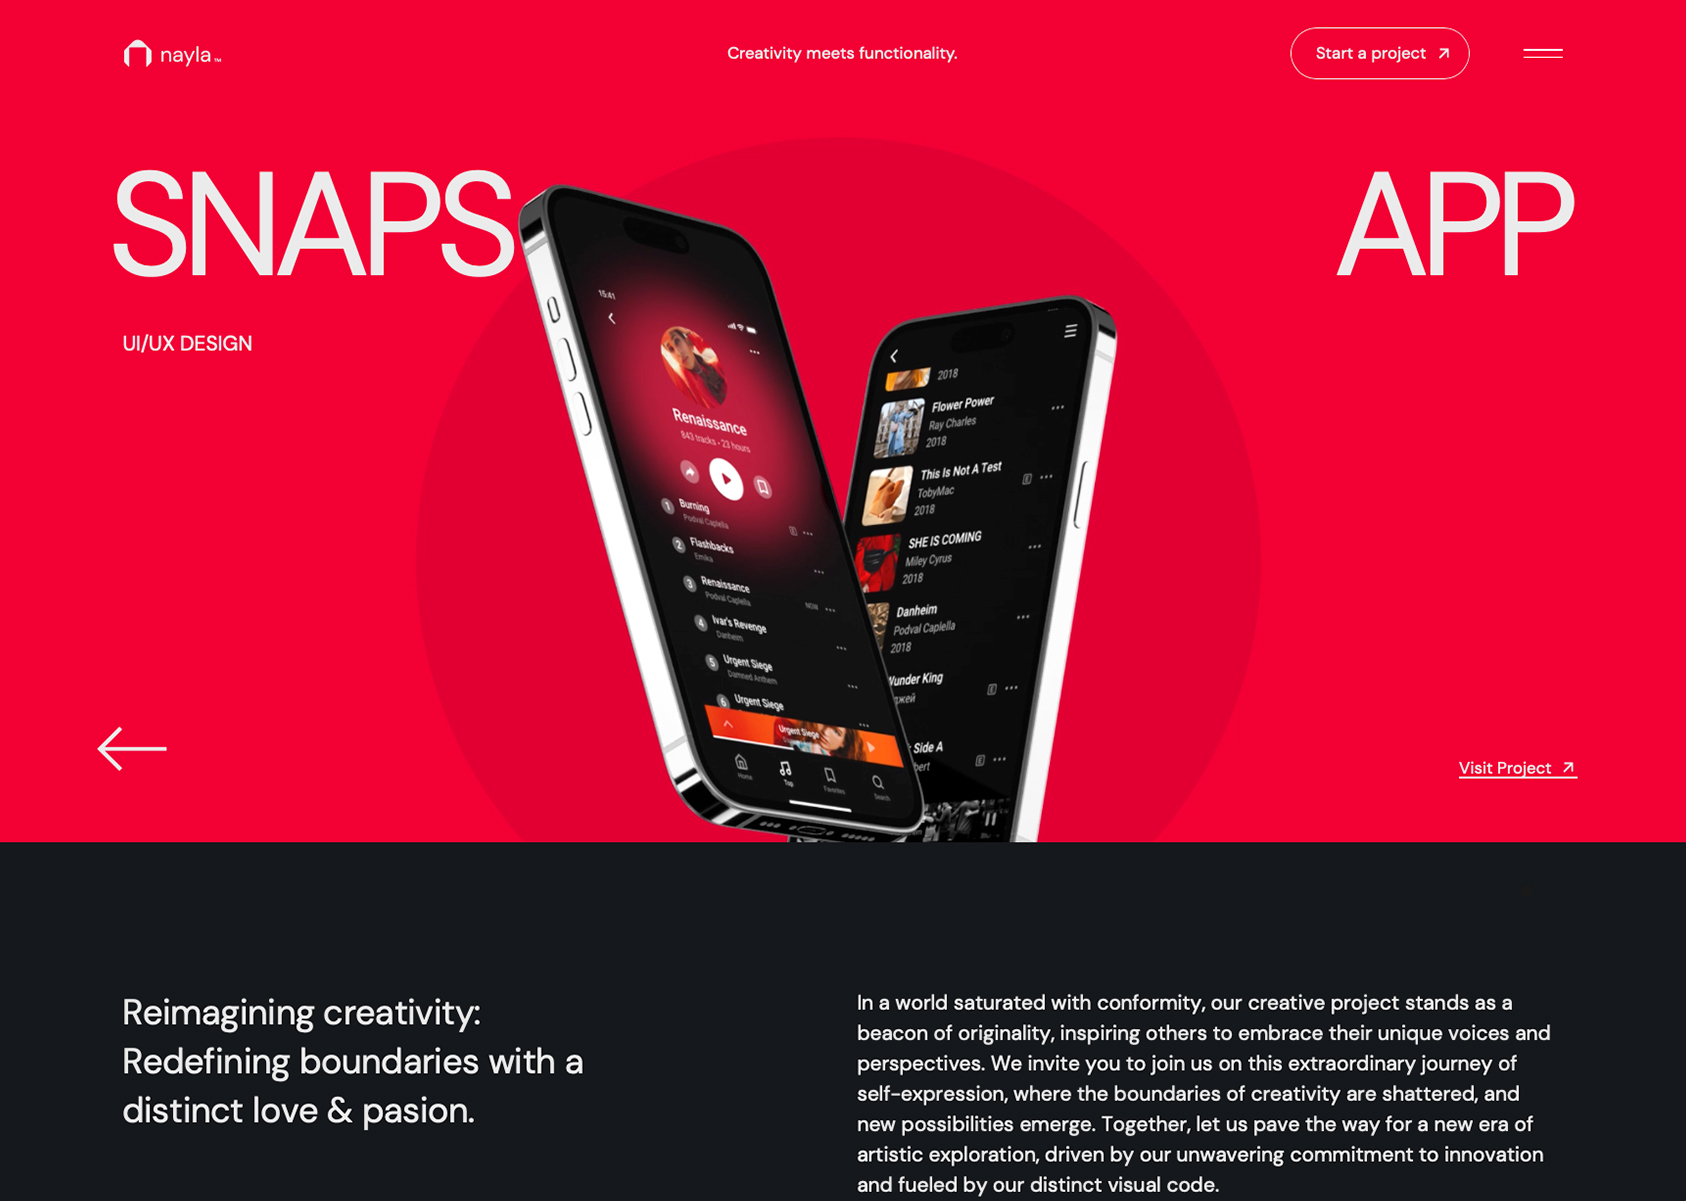 nayla™
Creativity meets functionality.
Start a project
SNAPS
APP
UI/UX DESIGN
15:41
Renaissance
843 tracks • 23 hours
1 Burning
Podval Caplella
E
2 Flashbacks
Emika
3 Renaissance
Podval Caplella
NOW
4 Ivar's Revenge
Danheim
5 Urgent Siege
Damned Anthem
6 Urgent Siege
Urgent Siege
Home
Top
Favorites
Search
2018
Flower Power
Ray Charles
2018
This Is Not A Test
TobyMac
2018
E
SHE IS COMING
Miley Cyrus
2018
Danheim
Podval Caplella
2018
Wunder King
джей
E
Side A
bert
E
Visit Project
Reimagining creativity:
Redefining boundaries with a
distinct love & pasion.
In a world saturated with conformity, our creative project stands as a
beacon of originality, inspiring others to embrace their unique voices and
perspectives. We invite you to join us on this extraordinary journey of
self-expression, where the boundaries of creativity are shattered, and
new possibilities emerge. Together, let us pave the way for a new era of
artistic exploration, driven by our unwavering commitment to innovation
and fueled by our distinct visual code.